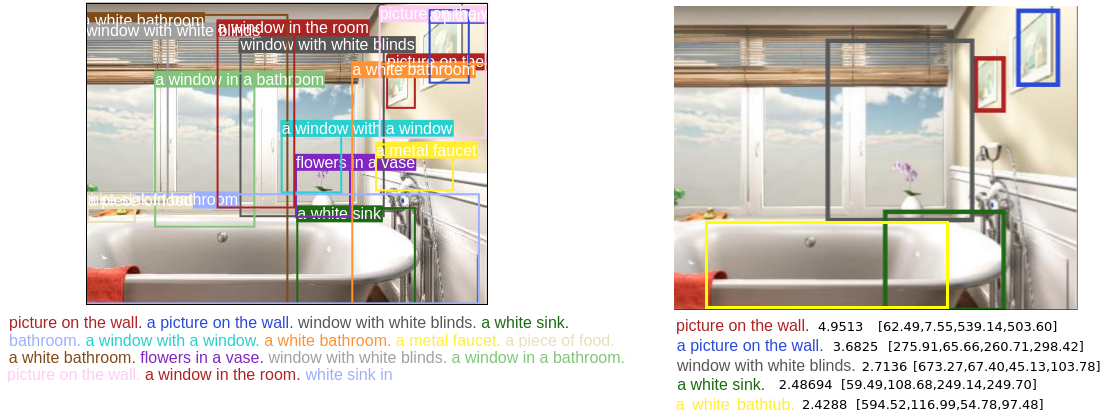 a white bathroom
window with white blinds
a window in the room
window with white blinds
picture on the
picture on the
a white bathroom
a window in a bathroom
a window with a window
a metal faucet
flowers in a vase
bathroom
a white sink
picture on the wall. a picture on the wall. window with white blinds. a white sink.
bathroom. a window with a window. a white bathroom. a metal faucet. a piece of food.
a white bathroom. flowers in a vase. window with white blinds. a window in a bathroom.
picture on the wall. a window in the room. white sink in
picture on the wall. 4.9513 [62.49,7.55,539.14,503.60]
a picture on the wall. 3.6825 [275.91,65.66,260.71,298.42]
window with white blinds. 2.7136 [673.27,67.40,45.13,103.78]
a white sink. 2.48694 [59.49,108.68,249.14,249.70]
a white bathtub. 2.4288 [594.52,116.99,54.78,97.48]